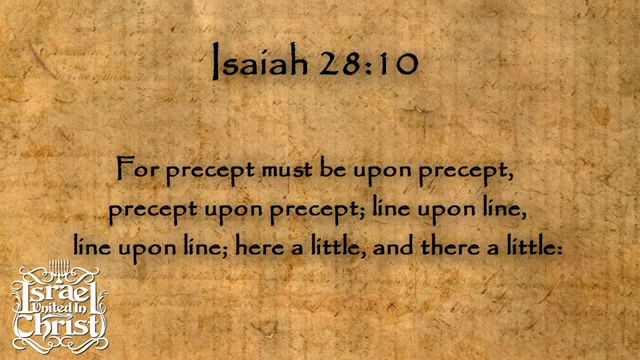 Isaiah 28:10
For precept must be upon precept,
precept upon precept; line upon line,
line upon line; here a little, and there a little:
Israel
United In
Christ